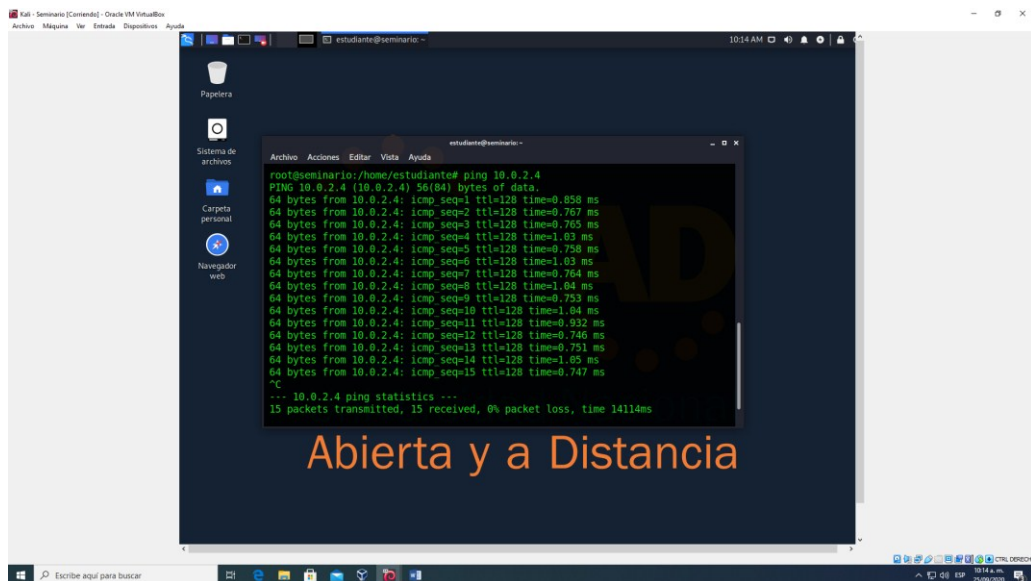 Kali - Seminario [Corriendo] - Oracle VM VirtualBox
Archivo Máquina Ver Entrada Dispositivos Ayuda
estudiante@seminario: ~
10:14 AM
Papelera
Sistema de
archivos
Carpeta
personal
Navegador
web
estudiante@seminario: ~
Archivo Acciones Editar Vista Ayuda
root@seminario:/home/estudiante# ping 10.0.2.4
PING 10.0.2.4 (10.0.2.4) 56(84) bytes of data.
64 bytes from 10.0.2.4: icmp_seq=1 ttl=128 time=0.858 ms
64 bytes from 10.0.2.4: icmp_seq=2 ttl=128 time=0.767 ms
64 bytes from 10.0.2.4: icmp_seq=3 ttl=128 time=0.765 ms
64 bytes from 10.0.2.4: icmp_seq=4 ttl=128 time=1.03 ms
64 bytes from 10.0.2.4: icmp_seq=5 ttl=128 time=0.758 ms
64 bytes from 10.0.2.4: icmp_seq=6 ttl=128 time=1.03 ms
64 bytes from 10.0.2.4: icmp_seq=7 ttl=128 time=0.764 ms
64 bytes from 10.0.2.4: icmp_seq=8 ttl=128 time=1.04 ms
64 bytes from 10.0.2.4: icmp_seq=9 ttl=128 time=0.753 ms
64 bytes from 10.0.2.4: icmp_seq=10 ttl=128 time=1.04 ms
64 bytes from 10.0.2.4: icmp_seq=11 ttl=128 time=0.932 ms
64 bytes from 10.0.2.4: icmp_seq=12 ttl=128 time=0.746 ms
64 bytes from 10.0.2.4: icmp_seq=13 ttl=128 time=0.751 ms
64 bytes from 10.0.2.4: icmp_seq=14 ttl=128 time=1.05 ms
64 bytes from 10.0.2.4: icmp_seq=15 ttl=128 time=0.747 ms
^C
--- 10.0.2.4 ping statistics ---
15 packets transmitted, 15 received, 0% packet loss, time 14114ms
Abierta y a Distancia
CTRL DERECH
Escribe aquí para buscar
ESP
10:14 a. m.
25/09/2020